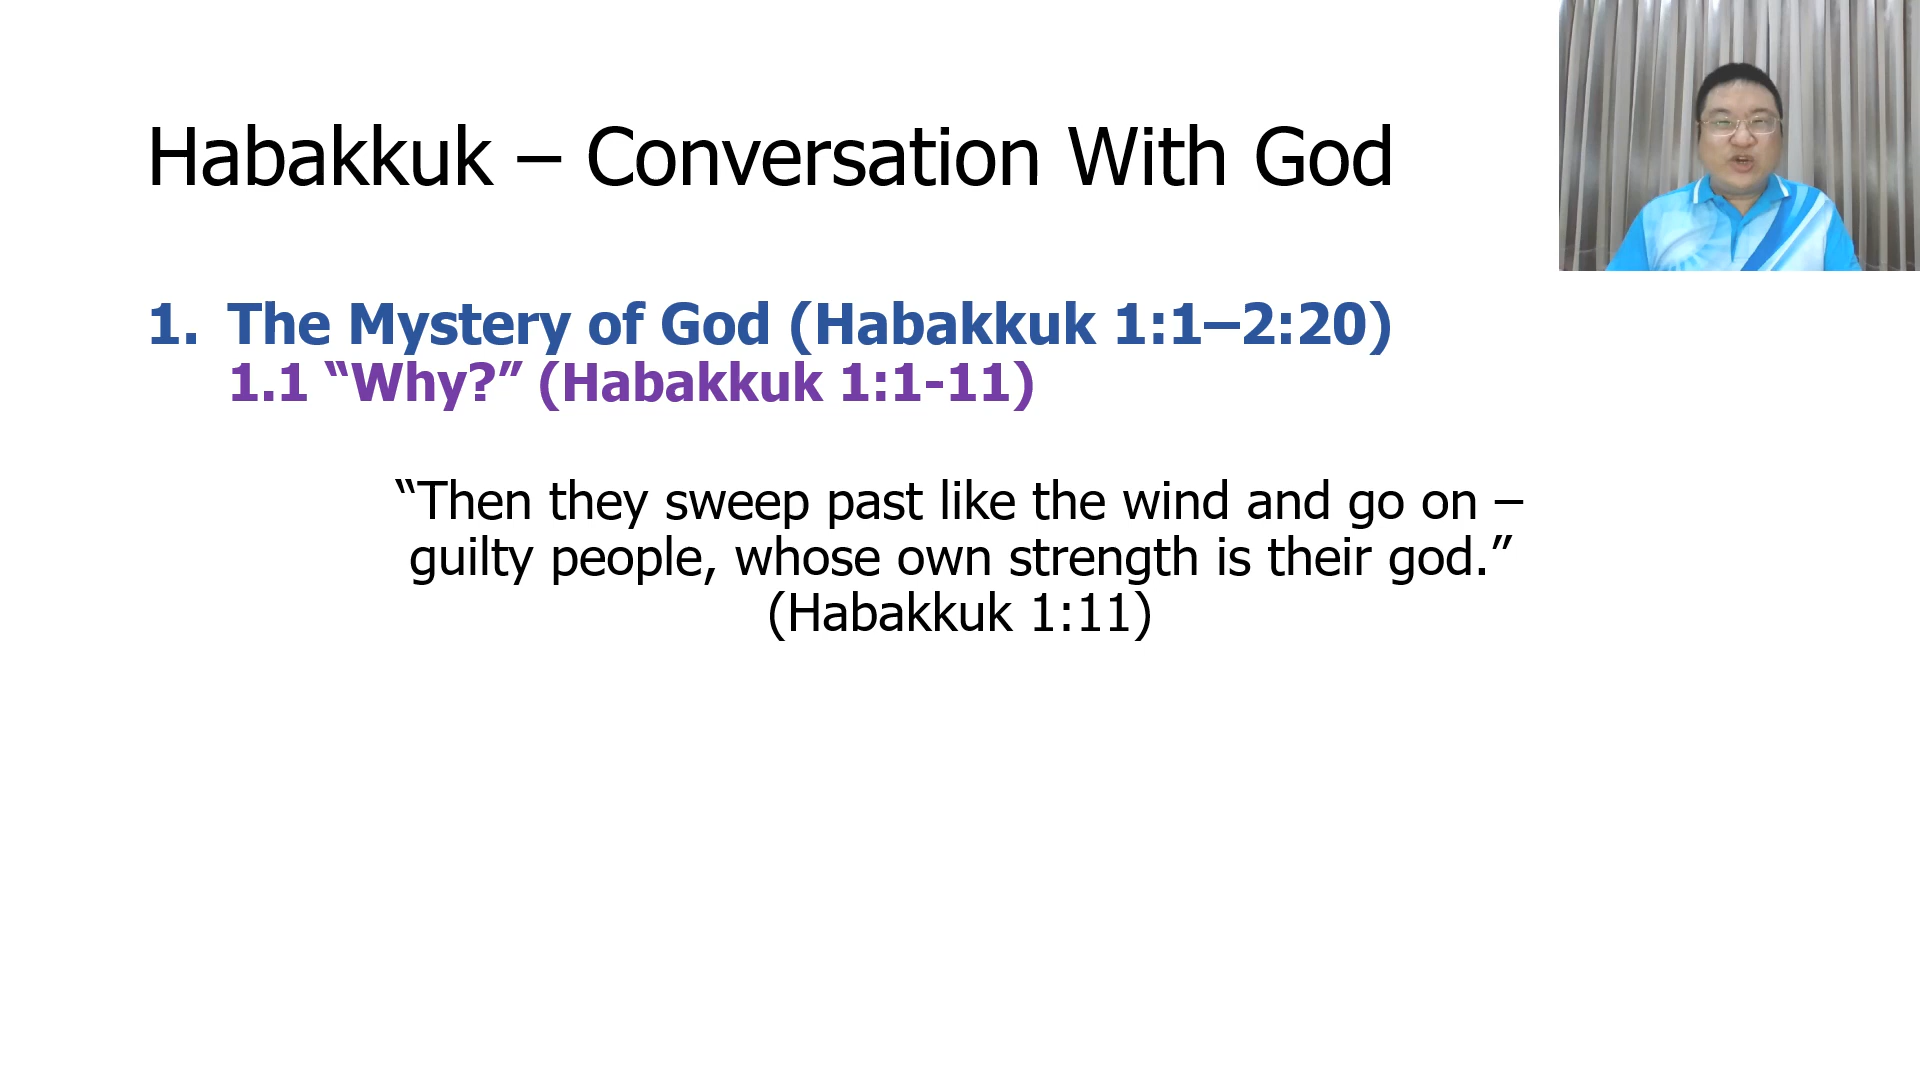 Habakkuk – Conversation With God
1. The Mystery of God (Habakkuk 1:1–2:20)
1.1 “Why?” (Habakkuk 1:1-11)
“Then they sweep past like the wind and go on –
guilty people, whose own strength is their god.”
(Habakkuk 1:11)